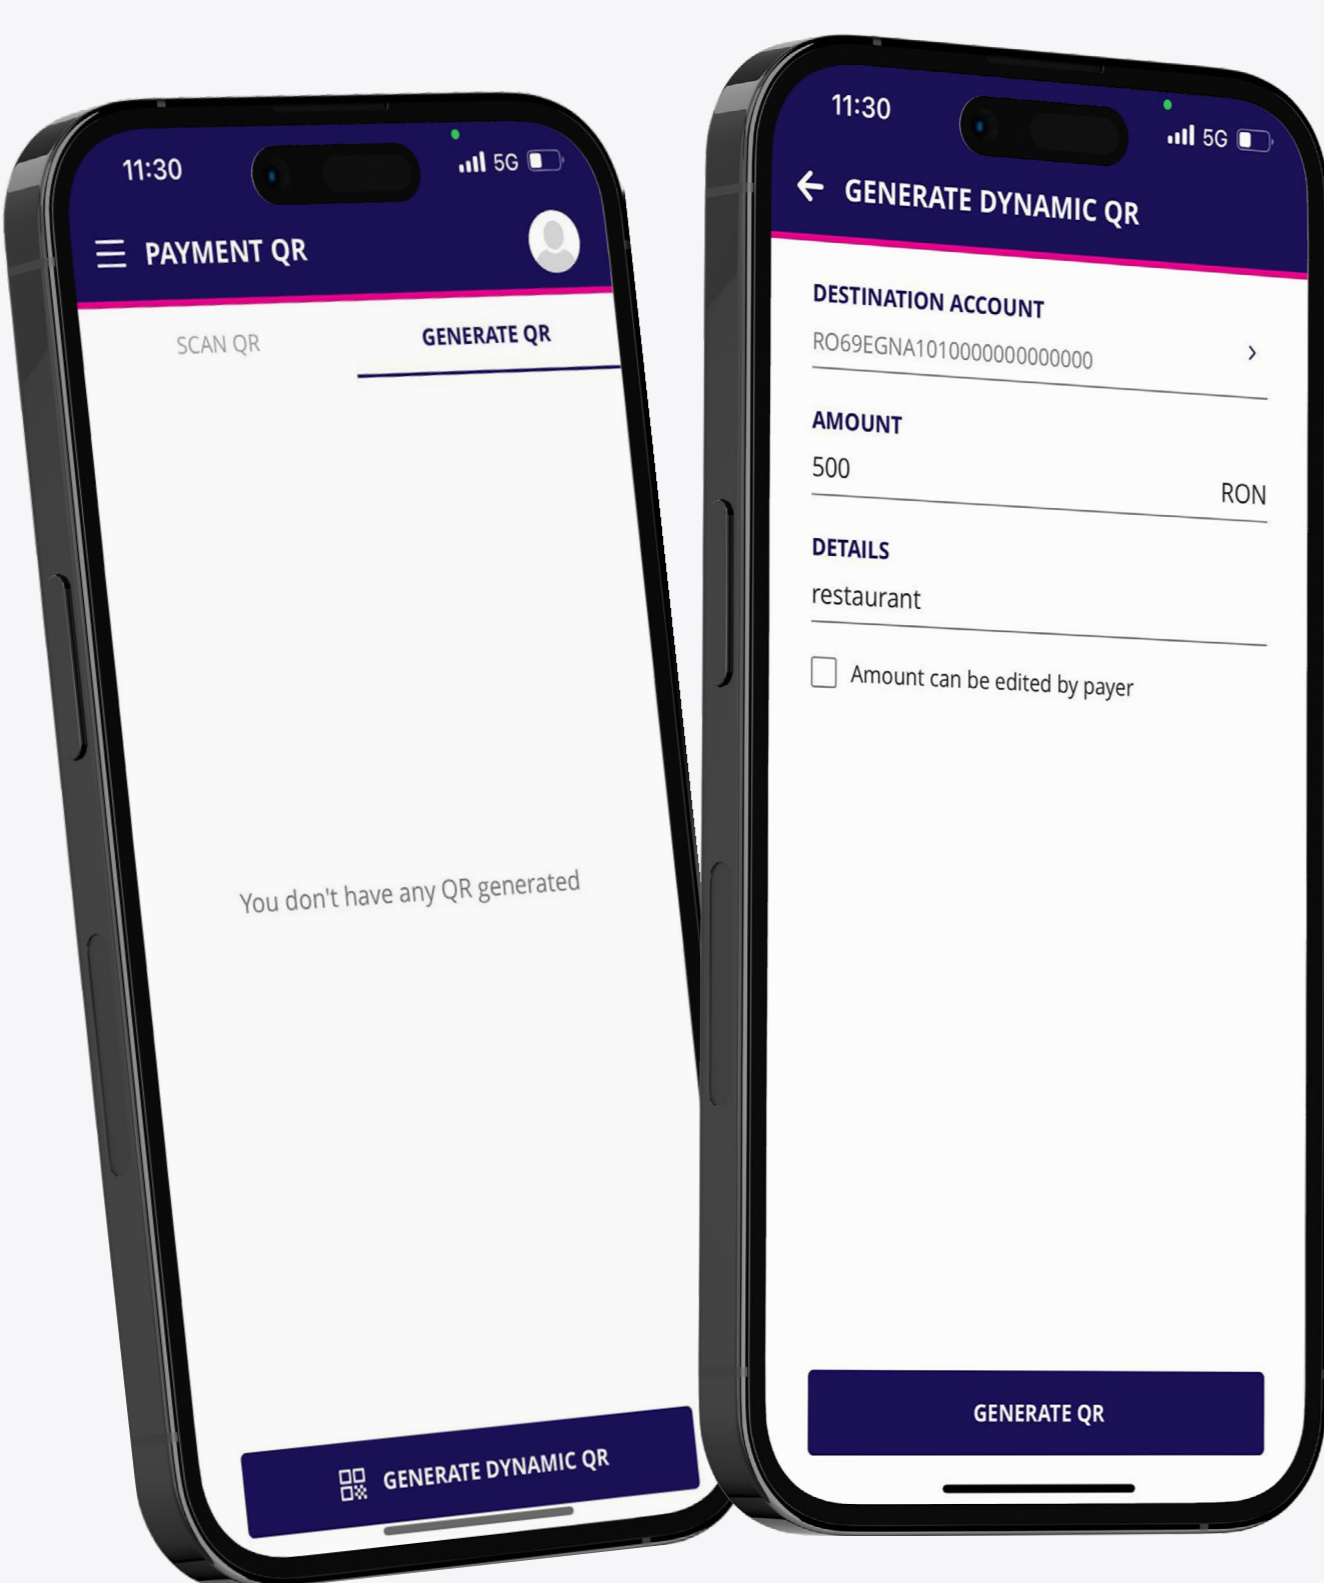 11:30
5G
PAYMENT QR
SCAN QR
GENERATE QR
You don't have any QR generated
GENERATE DYNAMIC QR
11:30
5G
GENERATE DYNAMIC QR
DESTINATION ACCOUNT
RO69EGNA1010000000000000
AMOUNT
500
RON
DETAILS
restaurant
Amount can be edited by payer
GENERATE QR